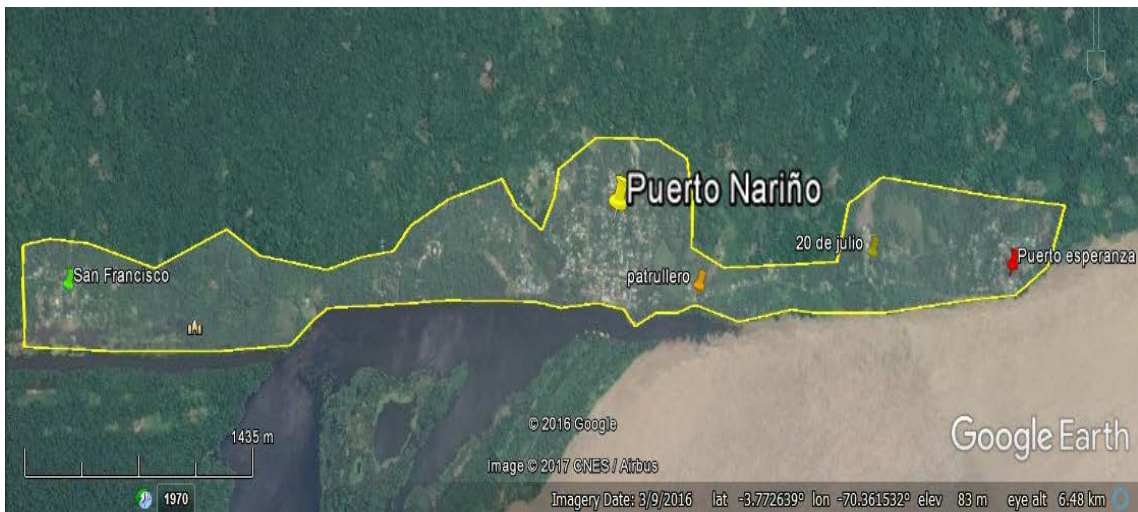 Puerto Nariño
20 de julio
Puerto esperanza
San Francisco
patrullero
© 2016 Google
Google Earth
1435 m
Image © 2017 CNES / Airbus
1970
Imagery Date: 3/9/2016 lat -3.772639° lon -70.361532° elev 83 m eye alt 6.48 km